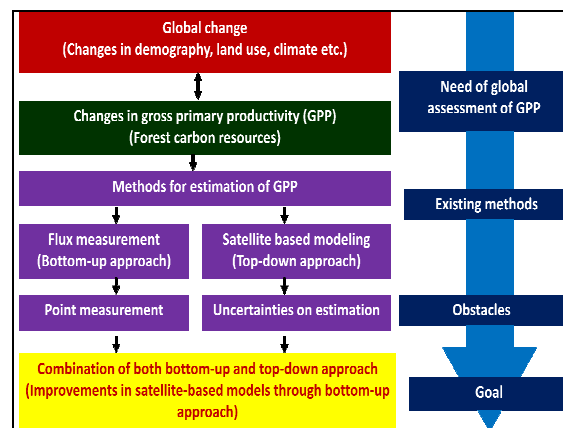 Global change
(Changes in demography, land use, climate etc.)
Need of global
assessment of GPP
Changes in gross primary productivity (GPP)
(Forest carbon resources)
Methods for estimation of GPP
Existing methods
Flux measurement
(Bottom-up approach)
Satellite based modeling
(Top-down approach)
Point measurement
Uncertainties on estimation
Obstacles
Combination of both bottom-up and top-down approach
(Improvements in satellite-based models through bottom-up
approach)
Goal